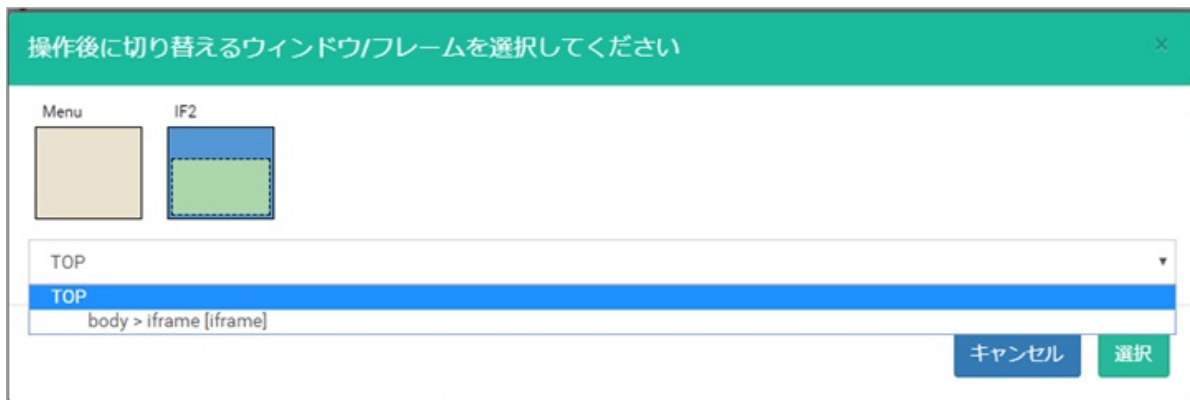 操作後に切り替えるウィンドウ/フレームを選択してください
×
Menu IF2
TOP
TOP
body > iframe [iframe]
キャンセル 選択